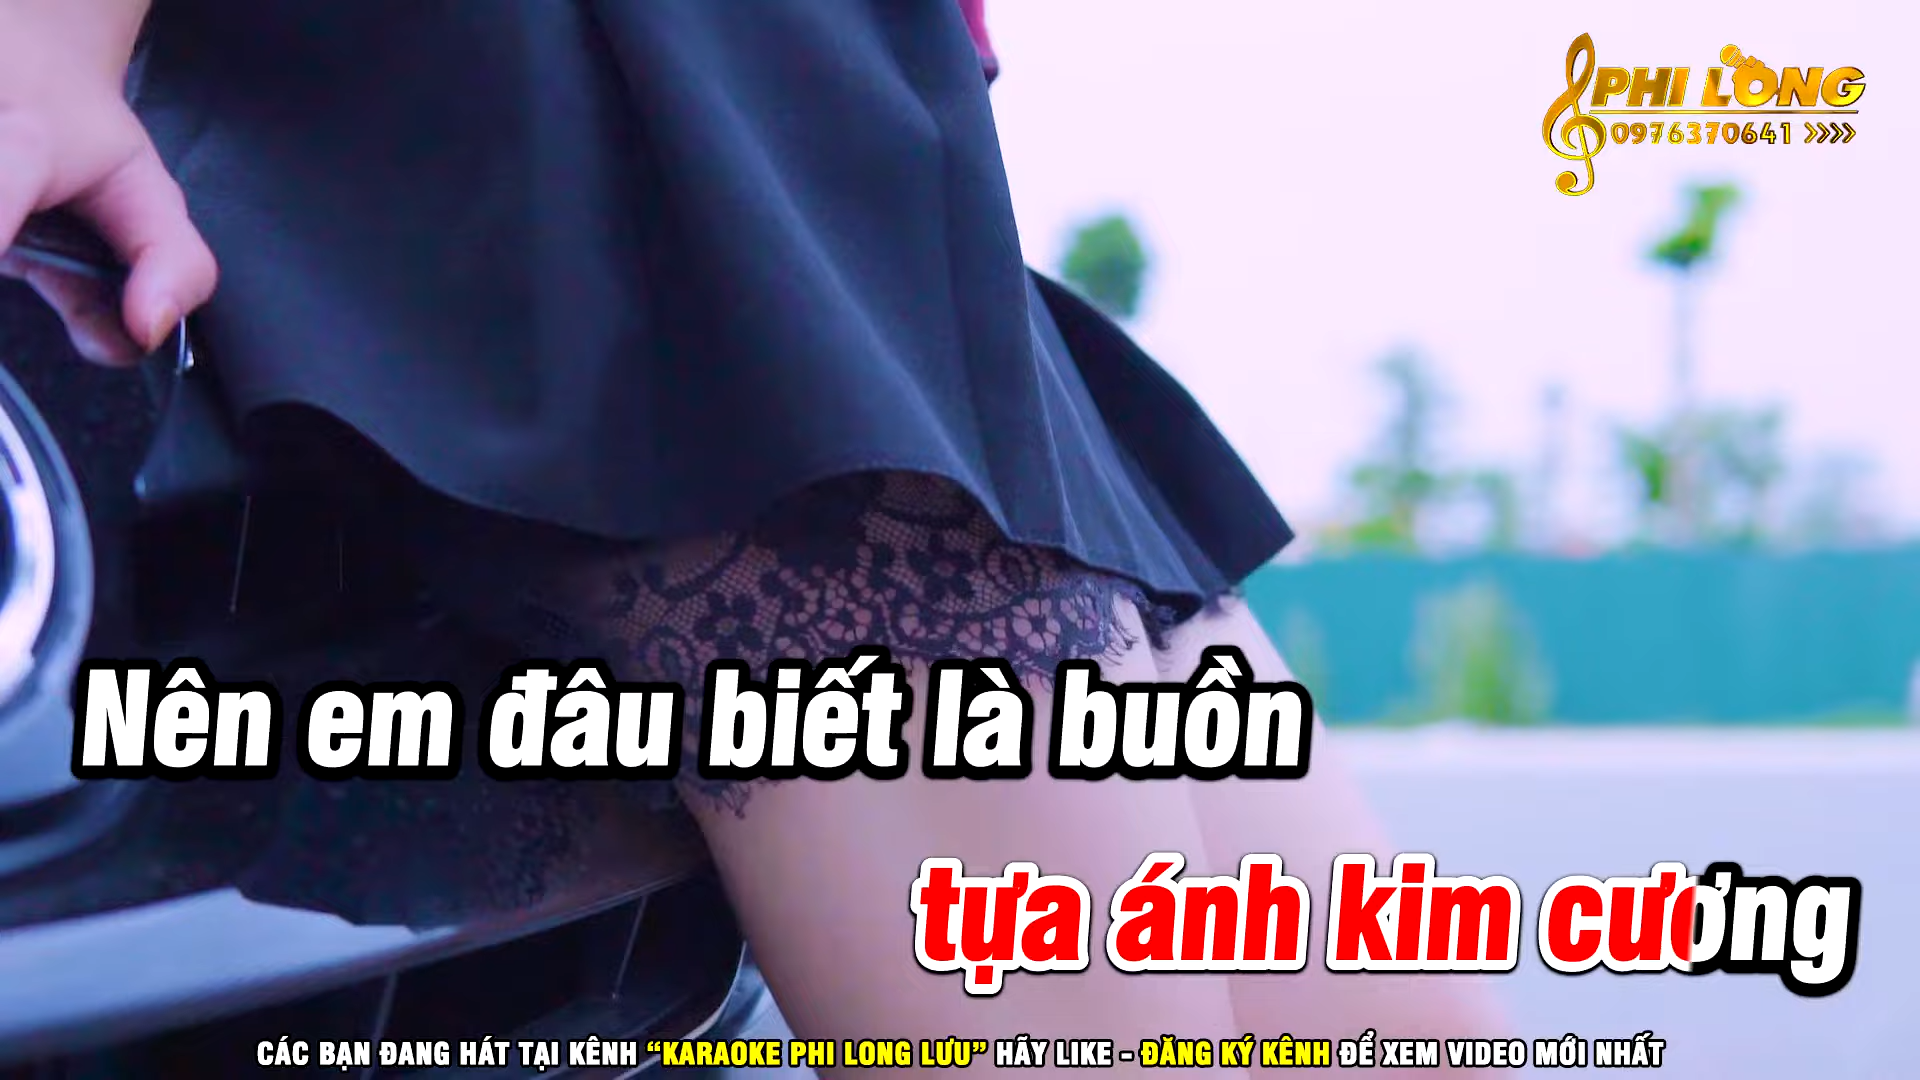 PHI LONG
0976370641
Nên em đâu biết là buồn
tựa ánh kim cương
CÁC BẠN ĐANG HÁT TẠI KÊNH “KARAOKE PHI LONG LƯU” HÃY LIKE - ĐĂNG KÝ KÊNH ĐỂ XEM VIDEO MỚI NHẤT